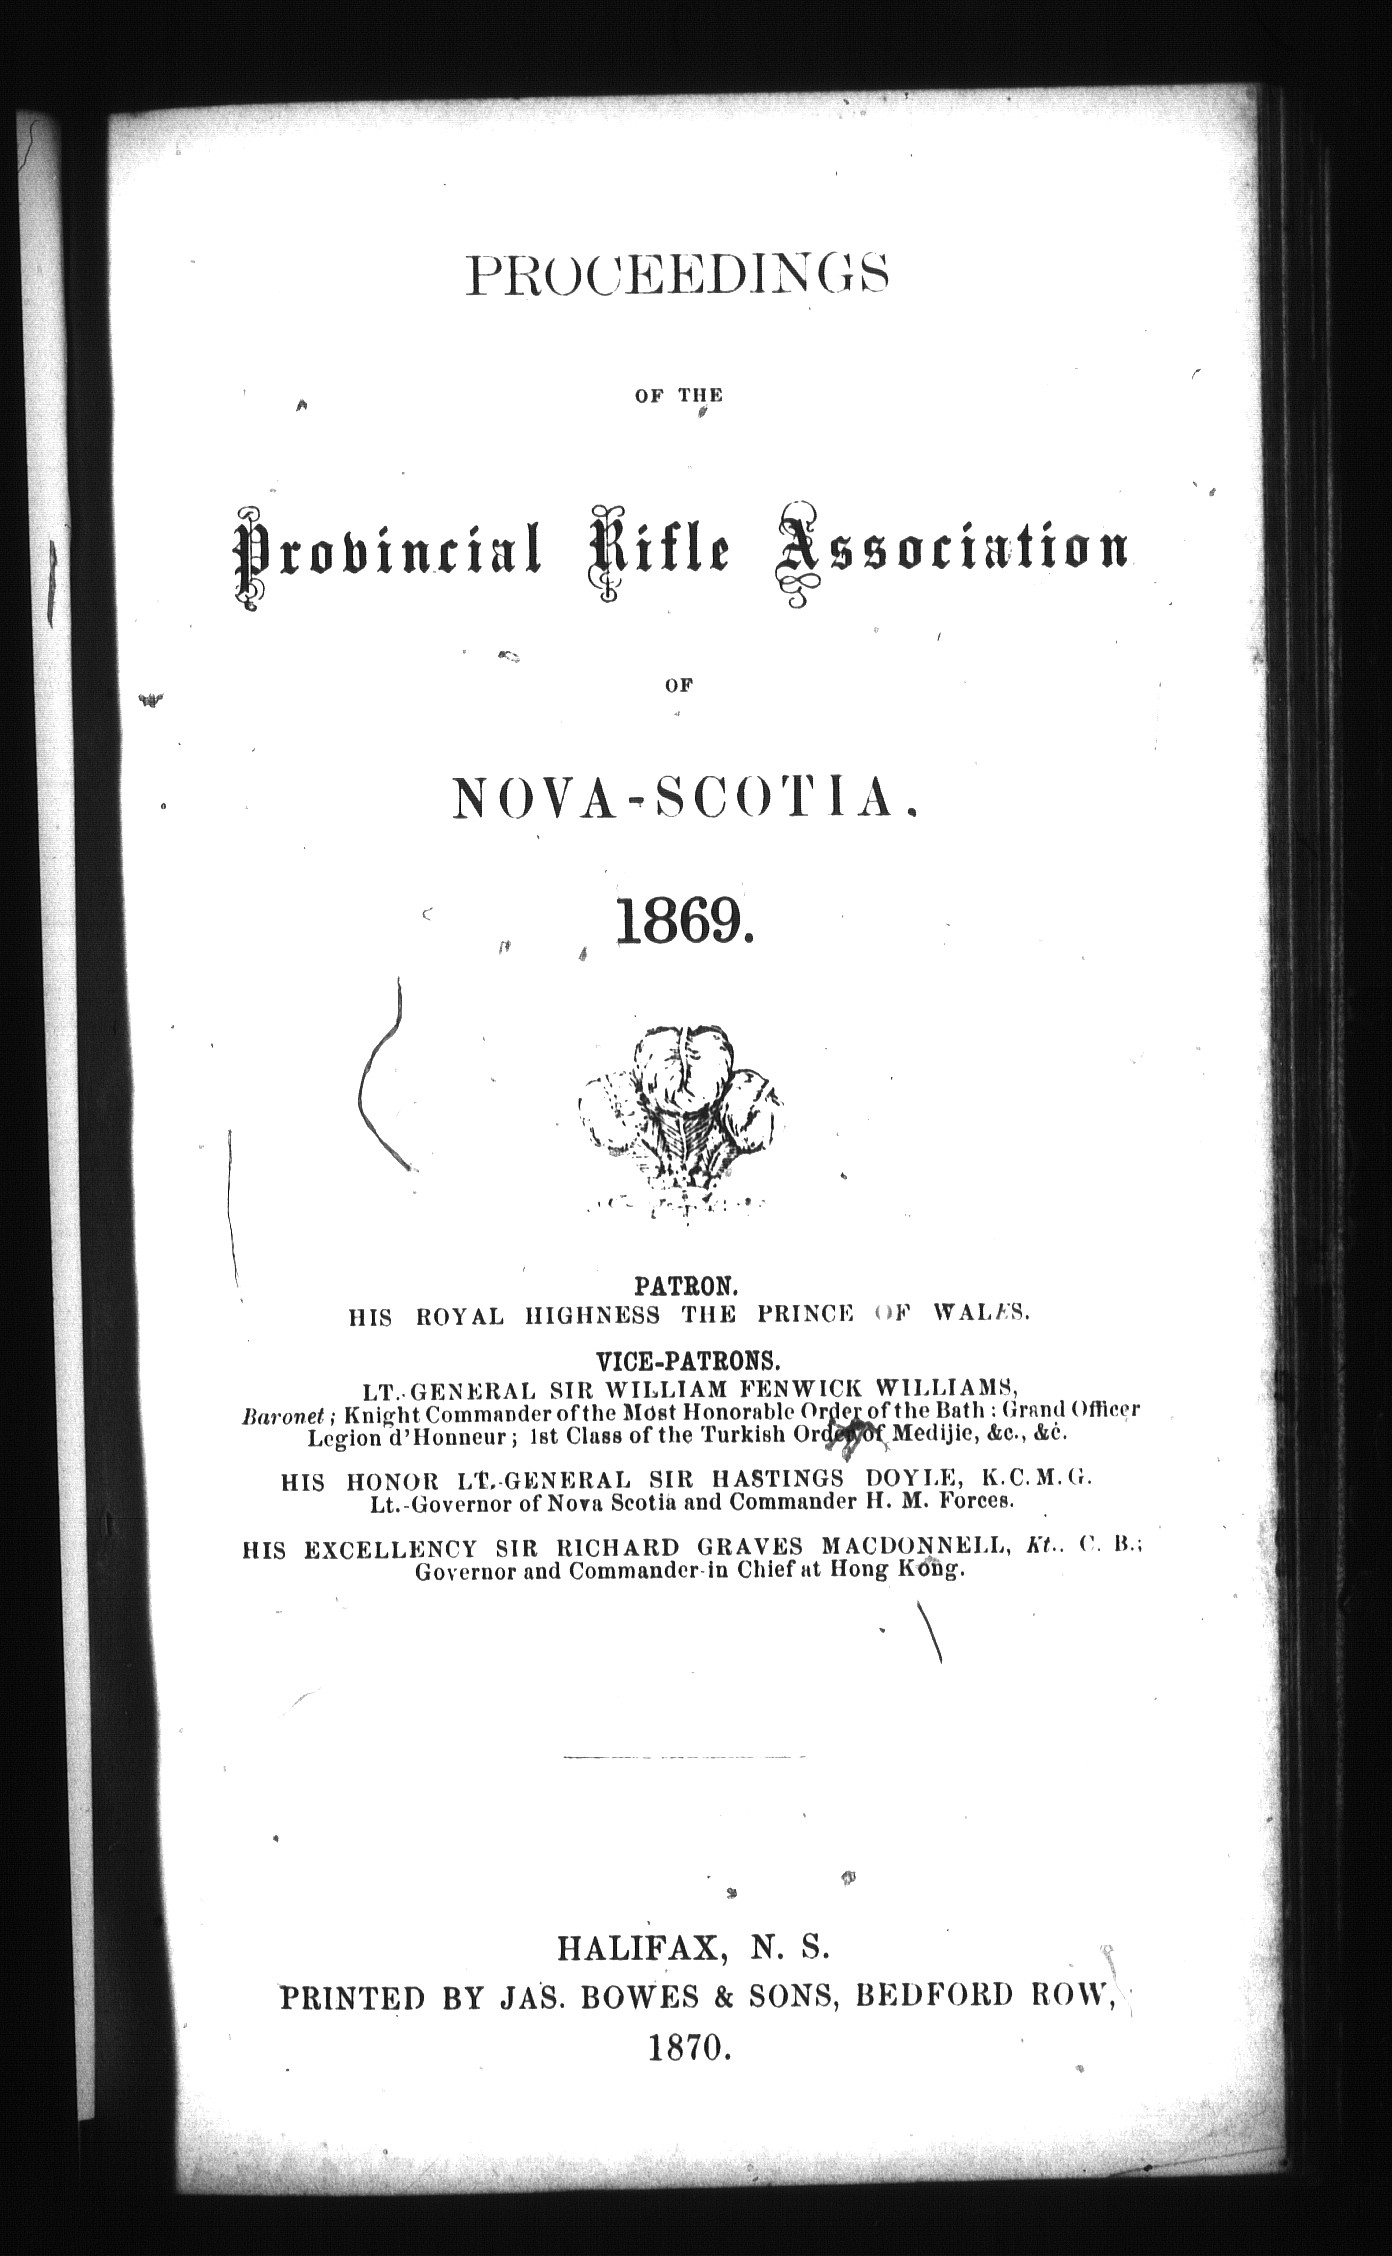 PROCEEDINGS
OF THE
Provincial Rifle Association
OF
NOVA-SCOTIA.
1869.
PATRON.
HIS ROYAL HIGHNESS THE PRINCE OF WALES.
VICE-PATRONS.
LT.-GENERAL SIR WILLIAM FENWICK WILLIAMS,
Baronet; Knight Commander of the Most Honorable Order of the Bath: Grand Officer
Legion d'Honneur; 1st Class of the Turkish Order of Medijie, &c., &c.
HIS HONOR LT.-GENERAL SIR HASTINGS DOYLE, K.C.M.G.
Lt.-Governor of Nova Scotia and Commander H. M. Forces.
HIS EXCELLENCY SIR RICHARD GRAVES MACDONNELL, Kt.. C. B.;
Governor and Commander-in Chief at Hong Kong.
HALIFAX, N. S.
PRINTED BY JAS. BOWES & SONS, BEDFORD ROW,
1870.